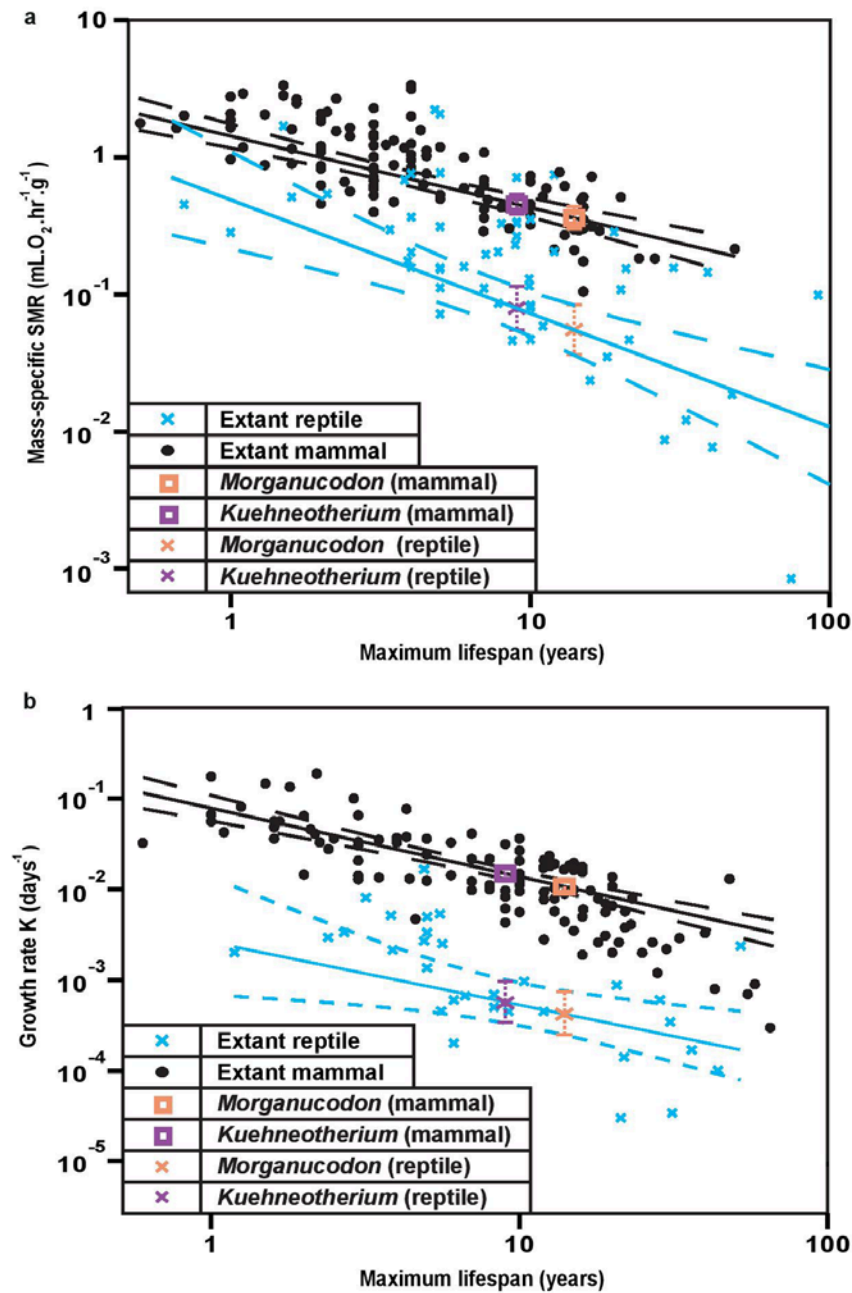 a
10
1
10⁻¹
10⁻²
10⁻³
Mass-specific SMR (mL.O₂.hr⁻¹.g⁻¹)
Extant reptile
Extant mammal
Morganucodon (mammal)
Kuehneotherium (mammal)
Morganucodon (reptile)
Kuehneotherium (reptile)
1 10 100
Maximum lifespan (years)
b
1
10⁻¹
10⁻²
10⁻³
10⁻⁴
10⁻⁵
Growth rate K (days⁻¹)
Extant reptile
Extant mammal
Morganucodon (mammal)
Kuehneotherium (mammal)
Morganucodon (reptile)
Kuehneotherium (reptile)
1 10 100
Maximum lifespan (years)